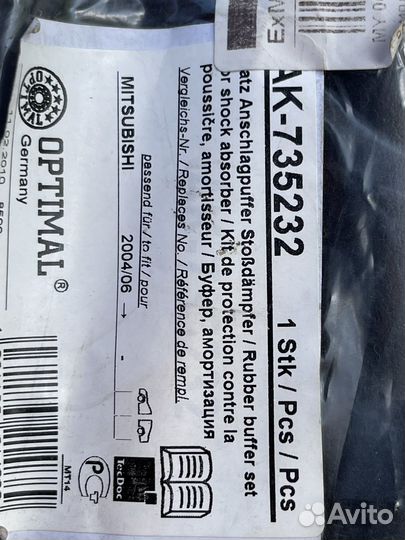 AK-735232
1 Stk / Pcs / Pcs
atz Anschlagpuffer Stoßdämpfer / Rubber buffer set
or shock absorber / Kit de protection contre la
poussière, amortisseur / Буфер, амортизация
Vergleichs-Nr. / Replaces No. / Référence de rempl.
passend für / to fit / pour
MITSUBISHI
2004/06 → -
OPTIMAL ®
Germany
MT14
TecDoc
Avito